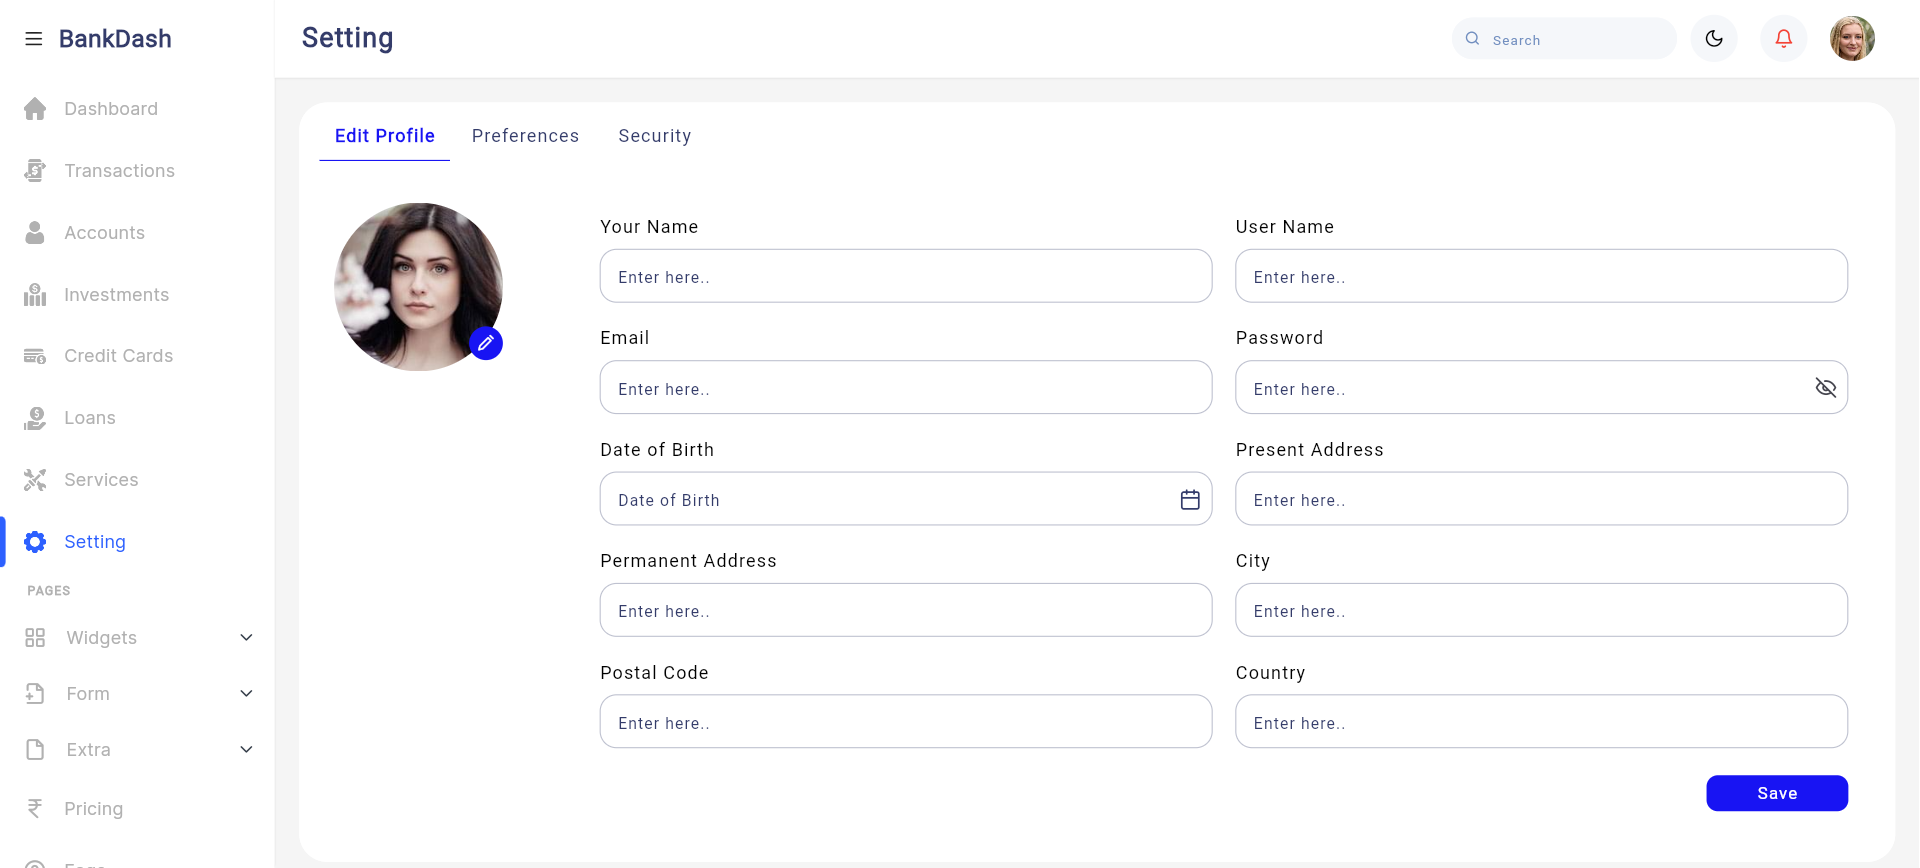 BankDash
Setting
Search
Dashboard
Transactions
Accounts
Investments
Credit Cards
Loans
Services
Setting
PAGES
Widgets
Form
Extra
Pricing
Edit Profile
Preferences
Security
Your Name
Enter here..
User Name
Enter here..
Email
Enter here..
Password
Enter here..
Date of Birth
Date of Birth
Present Address
Enter here..
Permanent Address
Enter here..
City
Enter here..
Postal Code
Enter here..
Country
Enter here..
Save